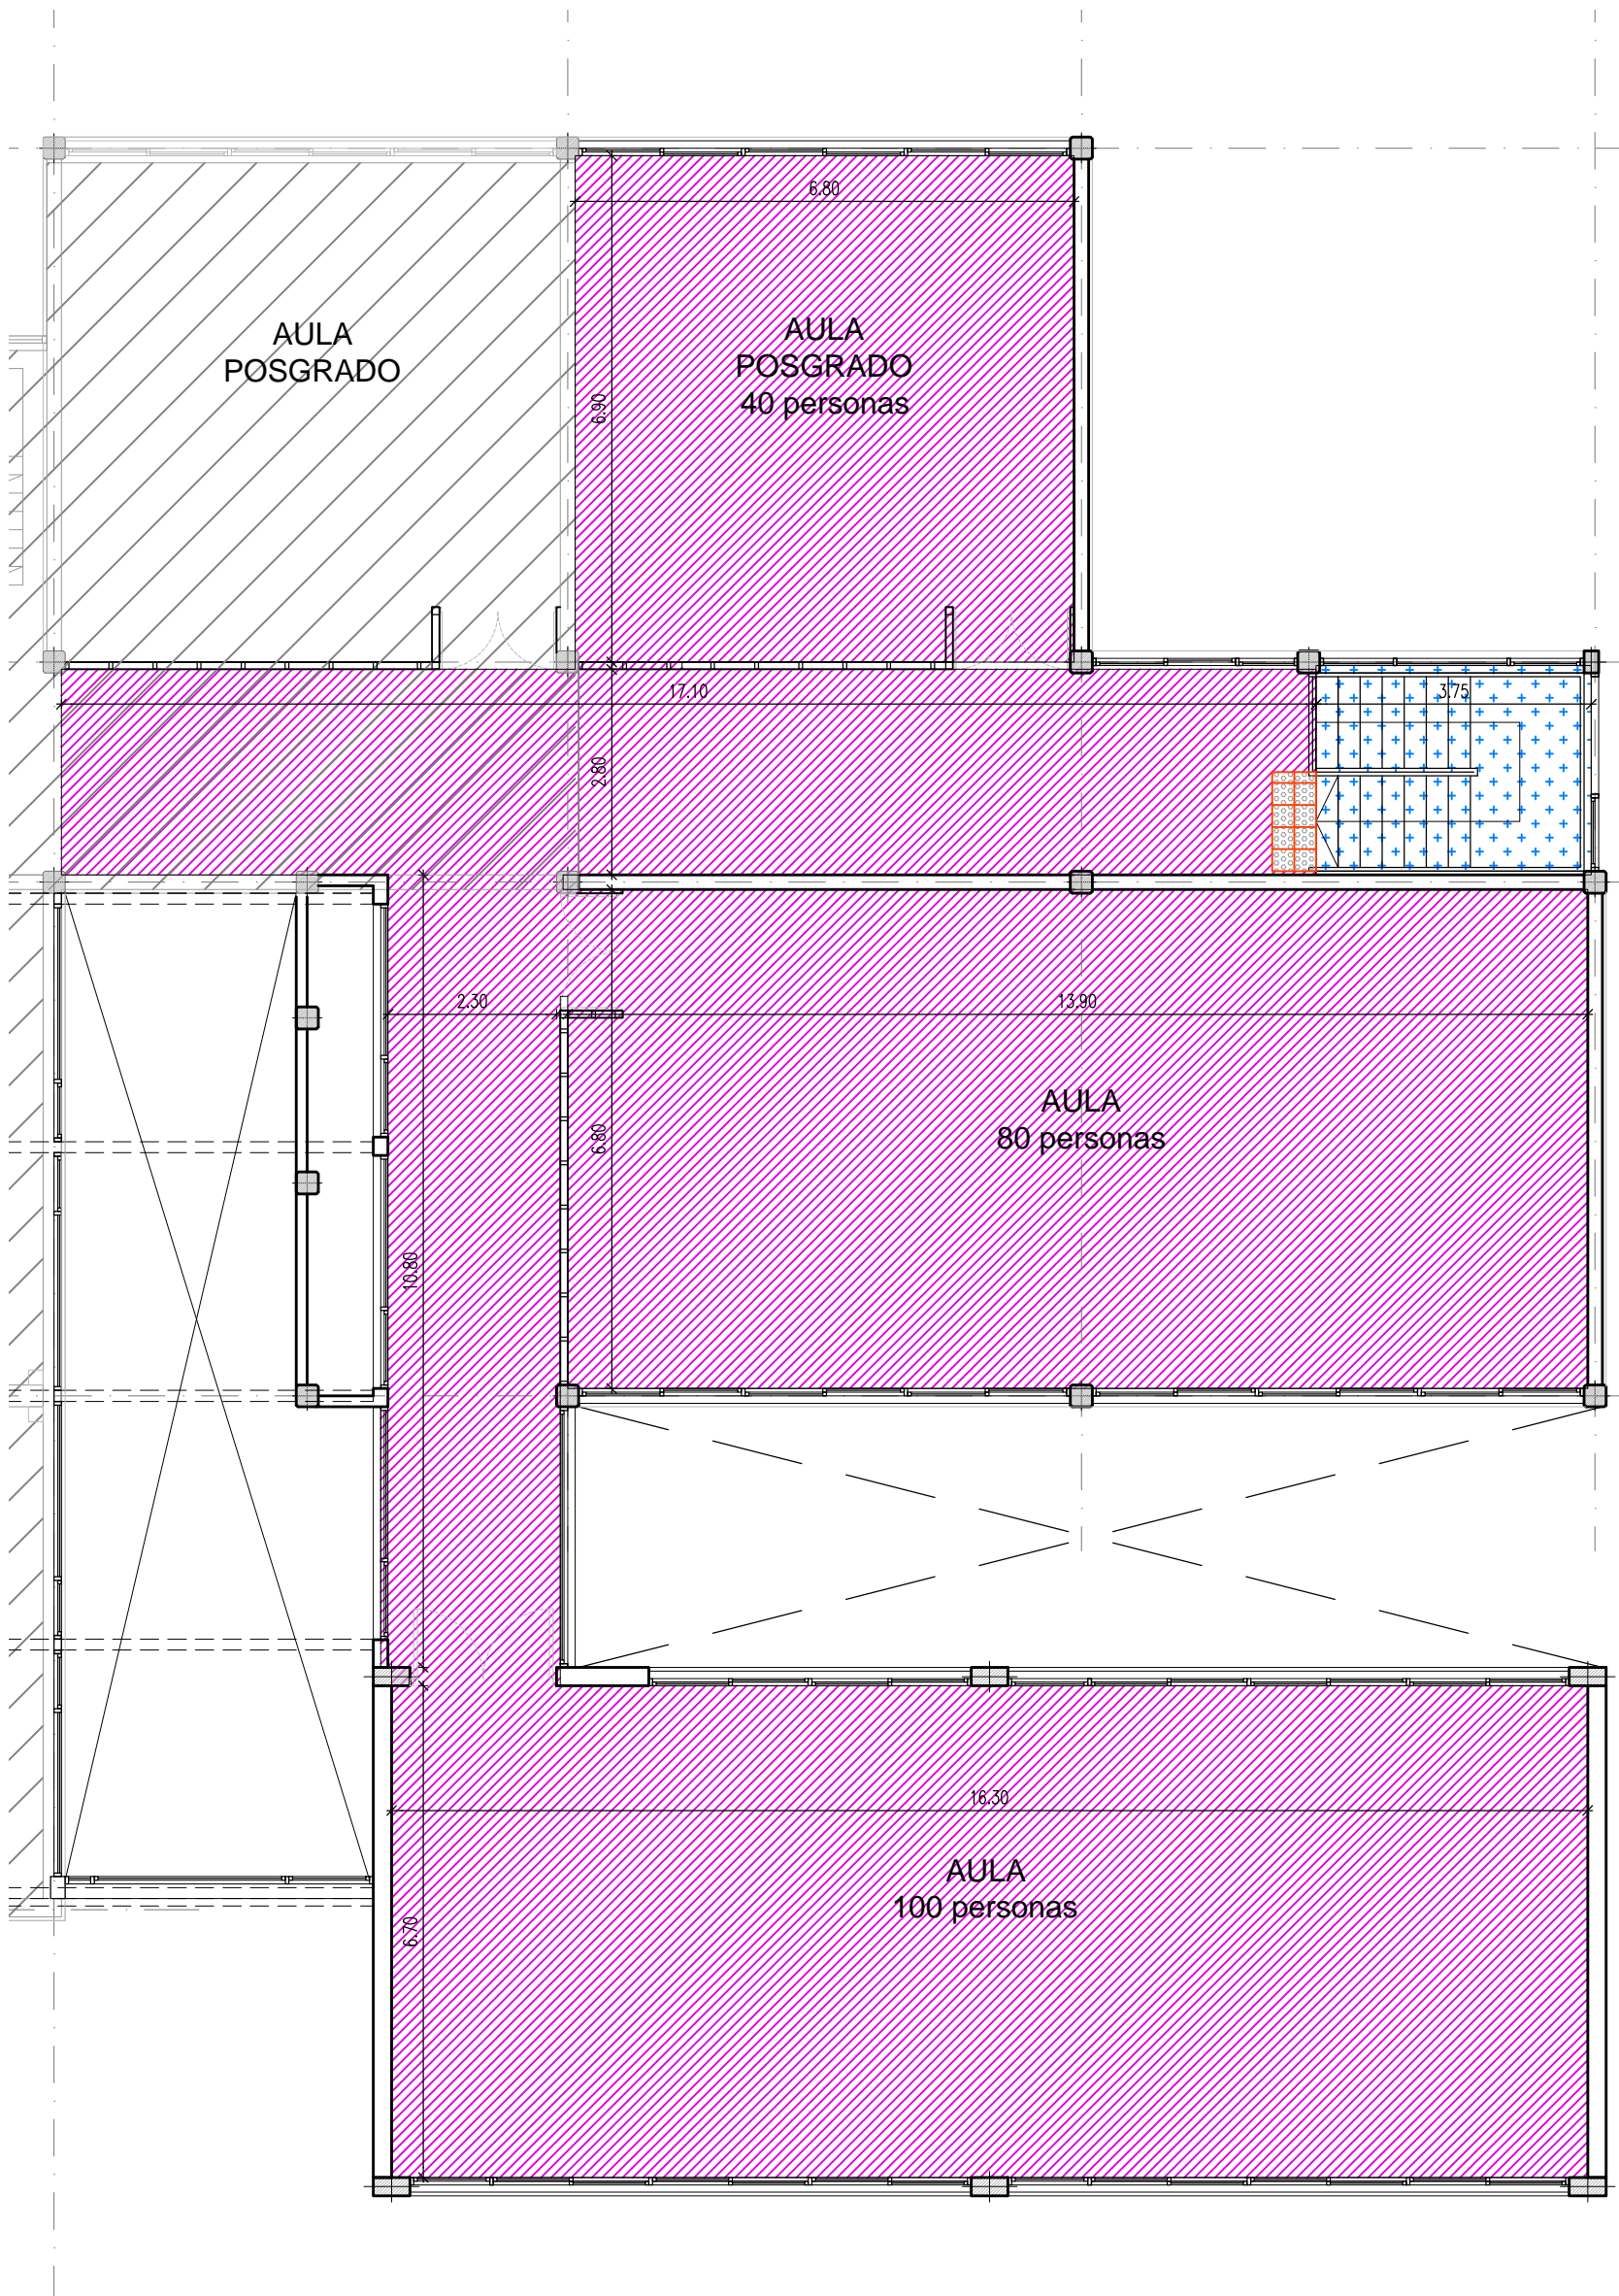 6.80
AULA
POSGRADO
AULA
POSGRADO
40 personas
6.90
17.10
3.75
2.80
2.30
13.90
AULA
80 personas
6.80
10.80
16.30
AULA
100 personas
6.70